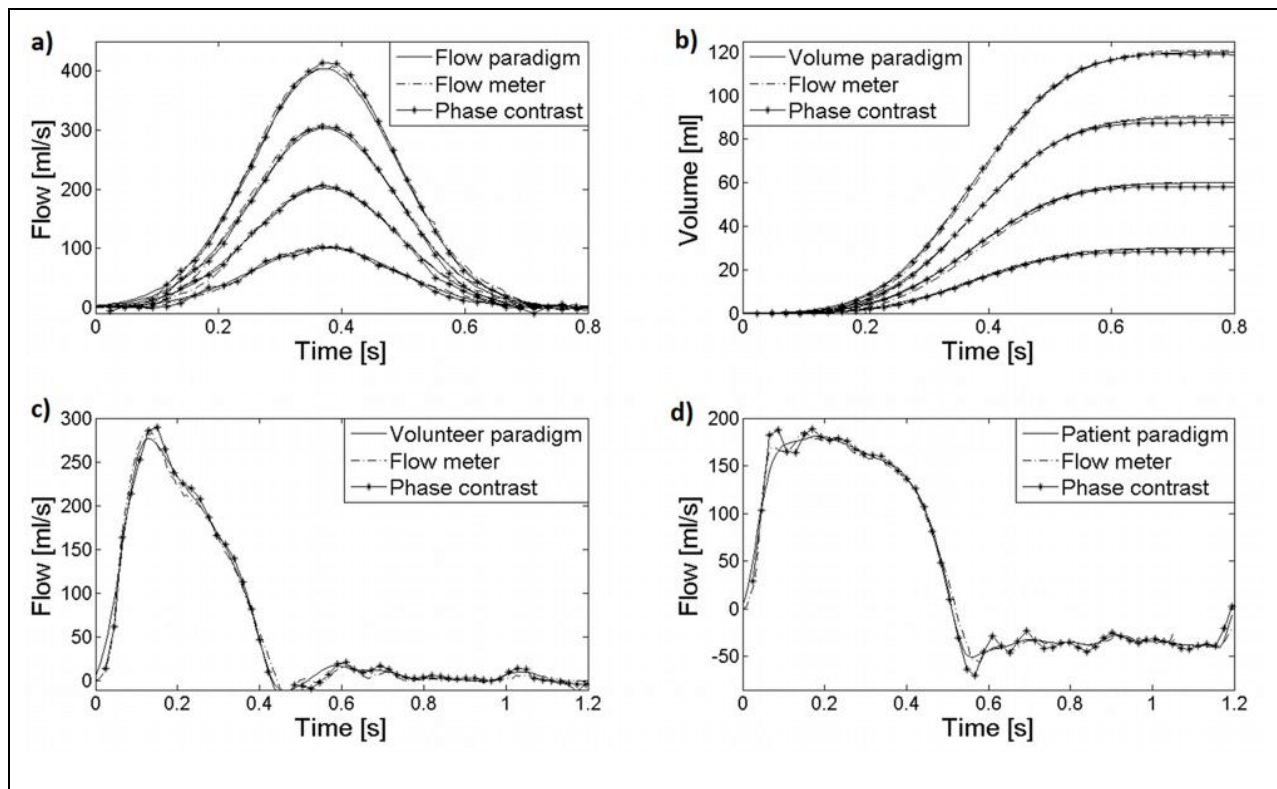 a)
Flow [ml/s]
400
300
200
100
0
0 0.2 0.4 0.6 0.8
Time [s]
Flow paradigm
Flow meter
Phase contrast
b)
Volume [ml]
120
100
80
60
40
20
0
0 0.2 0.4 0.6 0.8
Time [s]
Volume paradigm
Flow meter
Phase contrast
c)
Flow [ml/s]
300
250
200
150
100
50
0
0 0.2 0.4 0.6 0.8 1 1.2
Time [s]
Volunteer paradigm
Flow meter
Phase contrast
d)
Flow [ml/s]
200
150
100
50
0
-50
0 0.2 0.4 0.6 0.8 1 1.2
Time [s]
Patient paradigm
Flow meter
Phase contrast